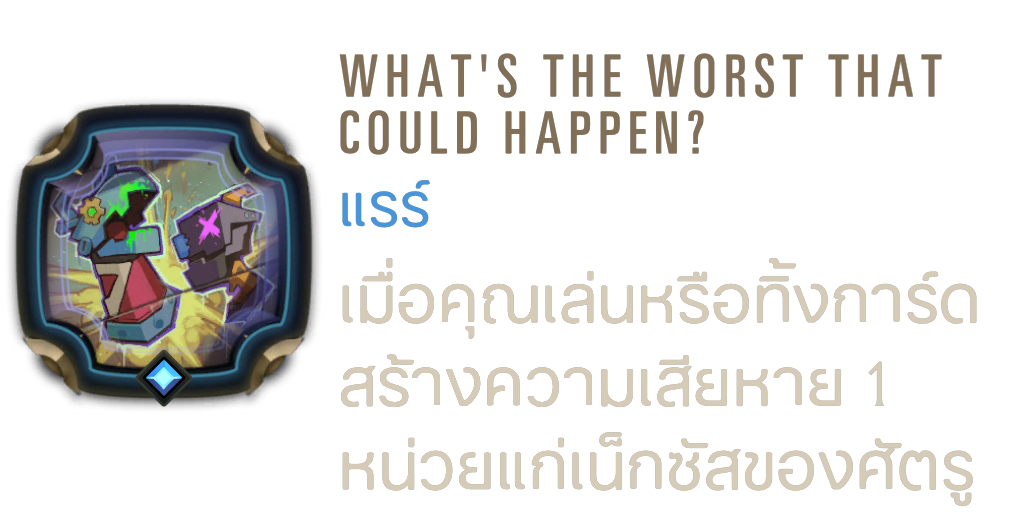 WHAT'S THE WORST THAT
COULD HAPPEN?
แรร์
เมื่อคุณเล่นหรือทิ้งการ์ด
สร้างความเสียหาย 1
หน่วยแก่เน็กซัสของศัตรู